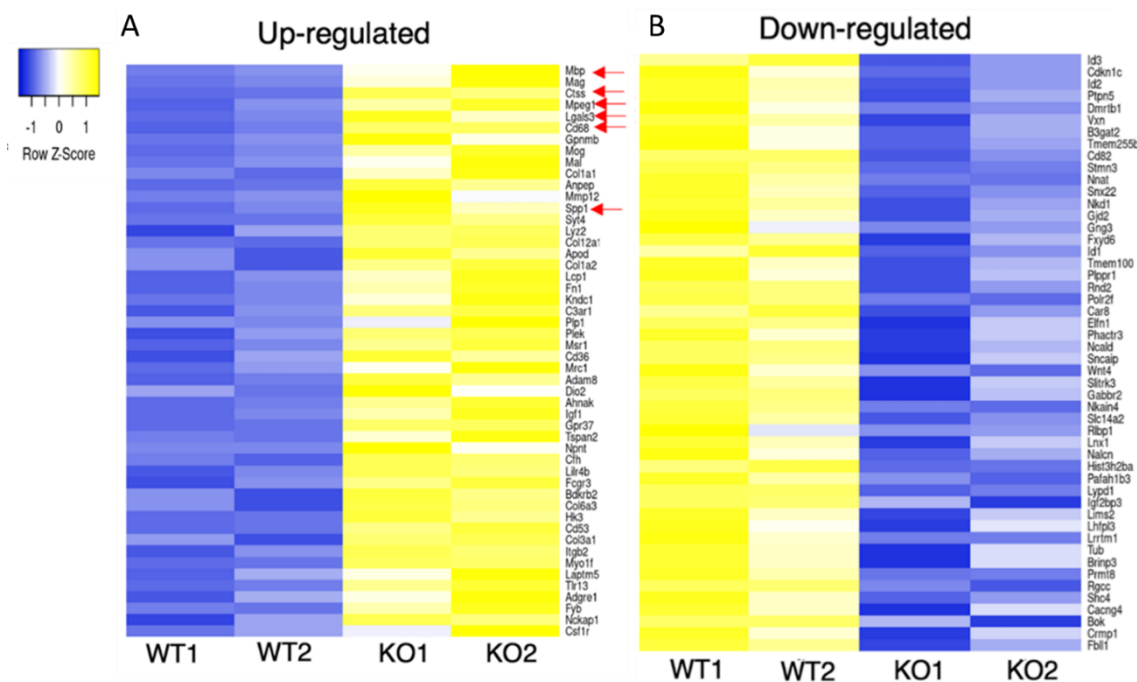 A
Up-regulated
-1 0 1
Row Z-Score
Mbp
Mag
Ctss
Mpeg1
Lgals3
Cd68
Gpnmb
Mog
Mal
Col1a1
Anpep
Mmp12
Spp1
Syt4
Lyz2
Col12a1
Apod
Col1a2
Lcp1
Fn1
Kndc1
C3ar1
Plp1
Plek
Msr1
Cd36
Mrc1
Adam8
Dio2
Ahnak
Igf1
Gpr37
Tspan2
Npnt
Cfh
Lilr4b
Fcgr3
Bdkrb2
Col6a3
Hk3
Cd53
Col3a1
Itgb2
Myo1f
Laptm5
Tlr13
Adgre1
Fyb
Nckap1
Csf1r
WT1 WT2 KO1 KO2
B
Down-regulated
Id3
Cdkn1c
Id2
Ptpn5
Dmrtb1
Vxn
B3gat2
Tmem255b
Cd82
Stmn3
Nnat
Snx22
Nkd1
Gjd2
Gng3
Fxyd6
Id1
Tmem100
Plppr1
Rnd2
Polr2f
Car8
Elfn1
Phactr3
Ncald
Sncaip
Wnt4
Slitrk3
Gabbr2
Nkain4
Slc14a2
Rlbp1
Lnx1
Nalcn
Hist3h2ba
Pafah1b3
Lypd1
Igf2bp3
Lims2
Lhfpl3
Lrrtm1
Tub
Brinp3
Prmt8
Rgcc
Shc4
Cacng4
Bok
Crmp1
Fbll1
WT1 WT2 KO1 KO2